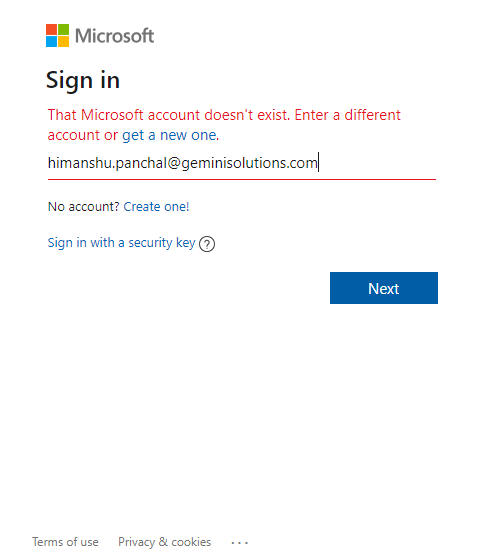 Microsoft
Sign in
That Microsoft account doesn't exist. Enter a different
account or get a new one.
himanshu.panchal@geminisolutions.com
No account? Create one!
Sign in with a security key ?
Next
Terms of use Privacy & cookies ...